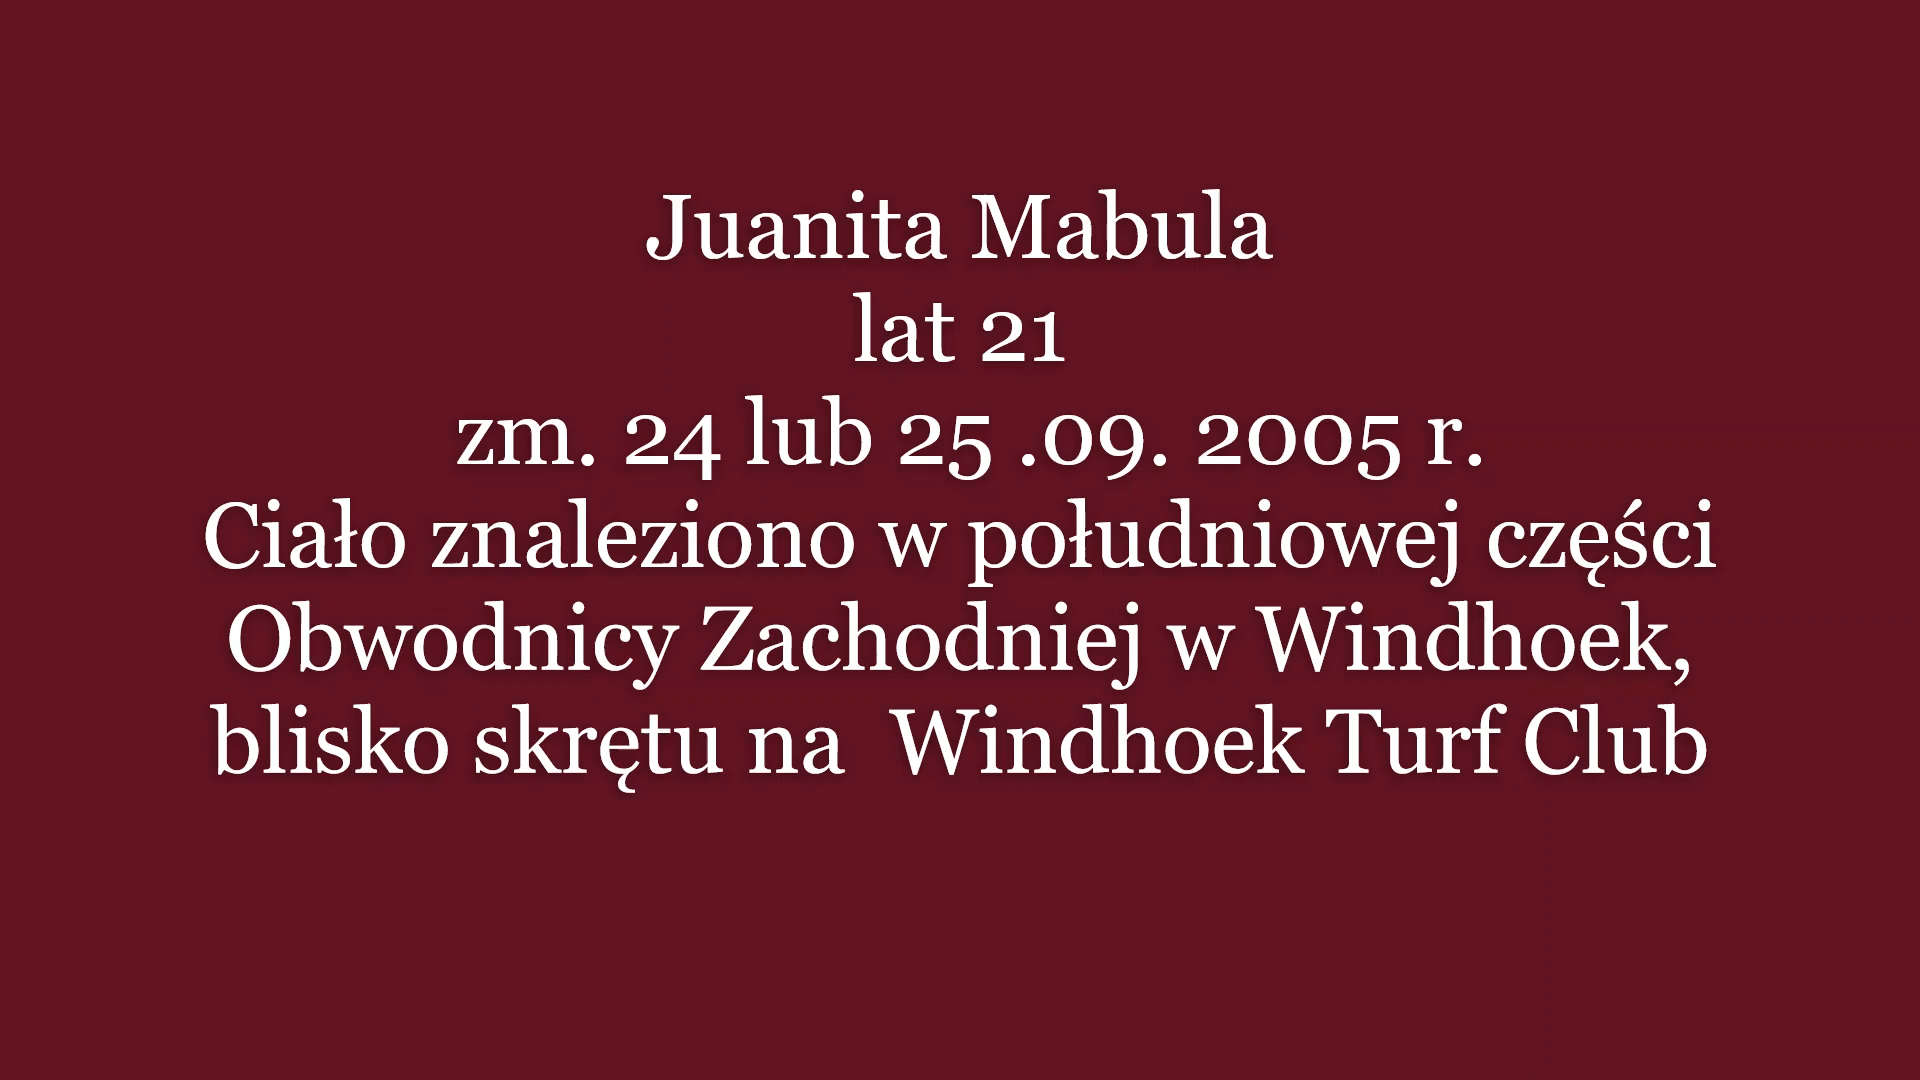 Juanita Mabula
lat 21
zm. 24 lub 25 .09. 2005 r.
Ciało znaleziono w południowej części
Obwodnicy Zachodniej w Windhoek,
blisko skrętu na  Windhoek Turf Club